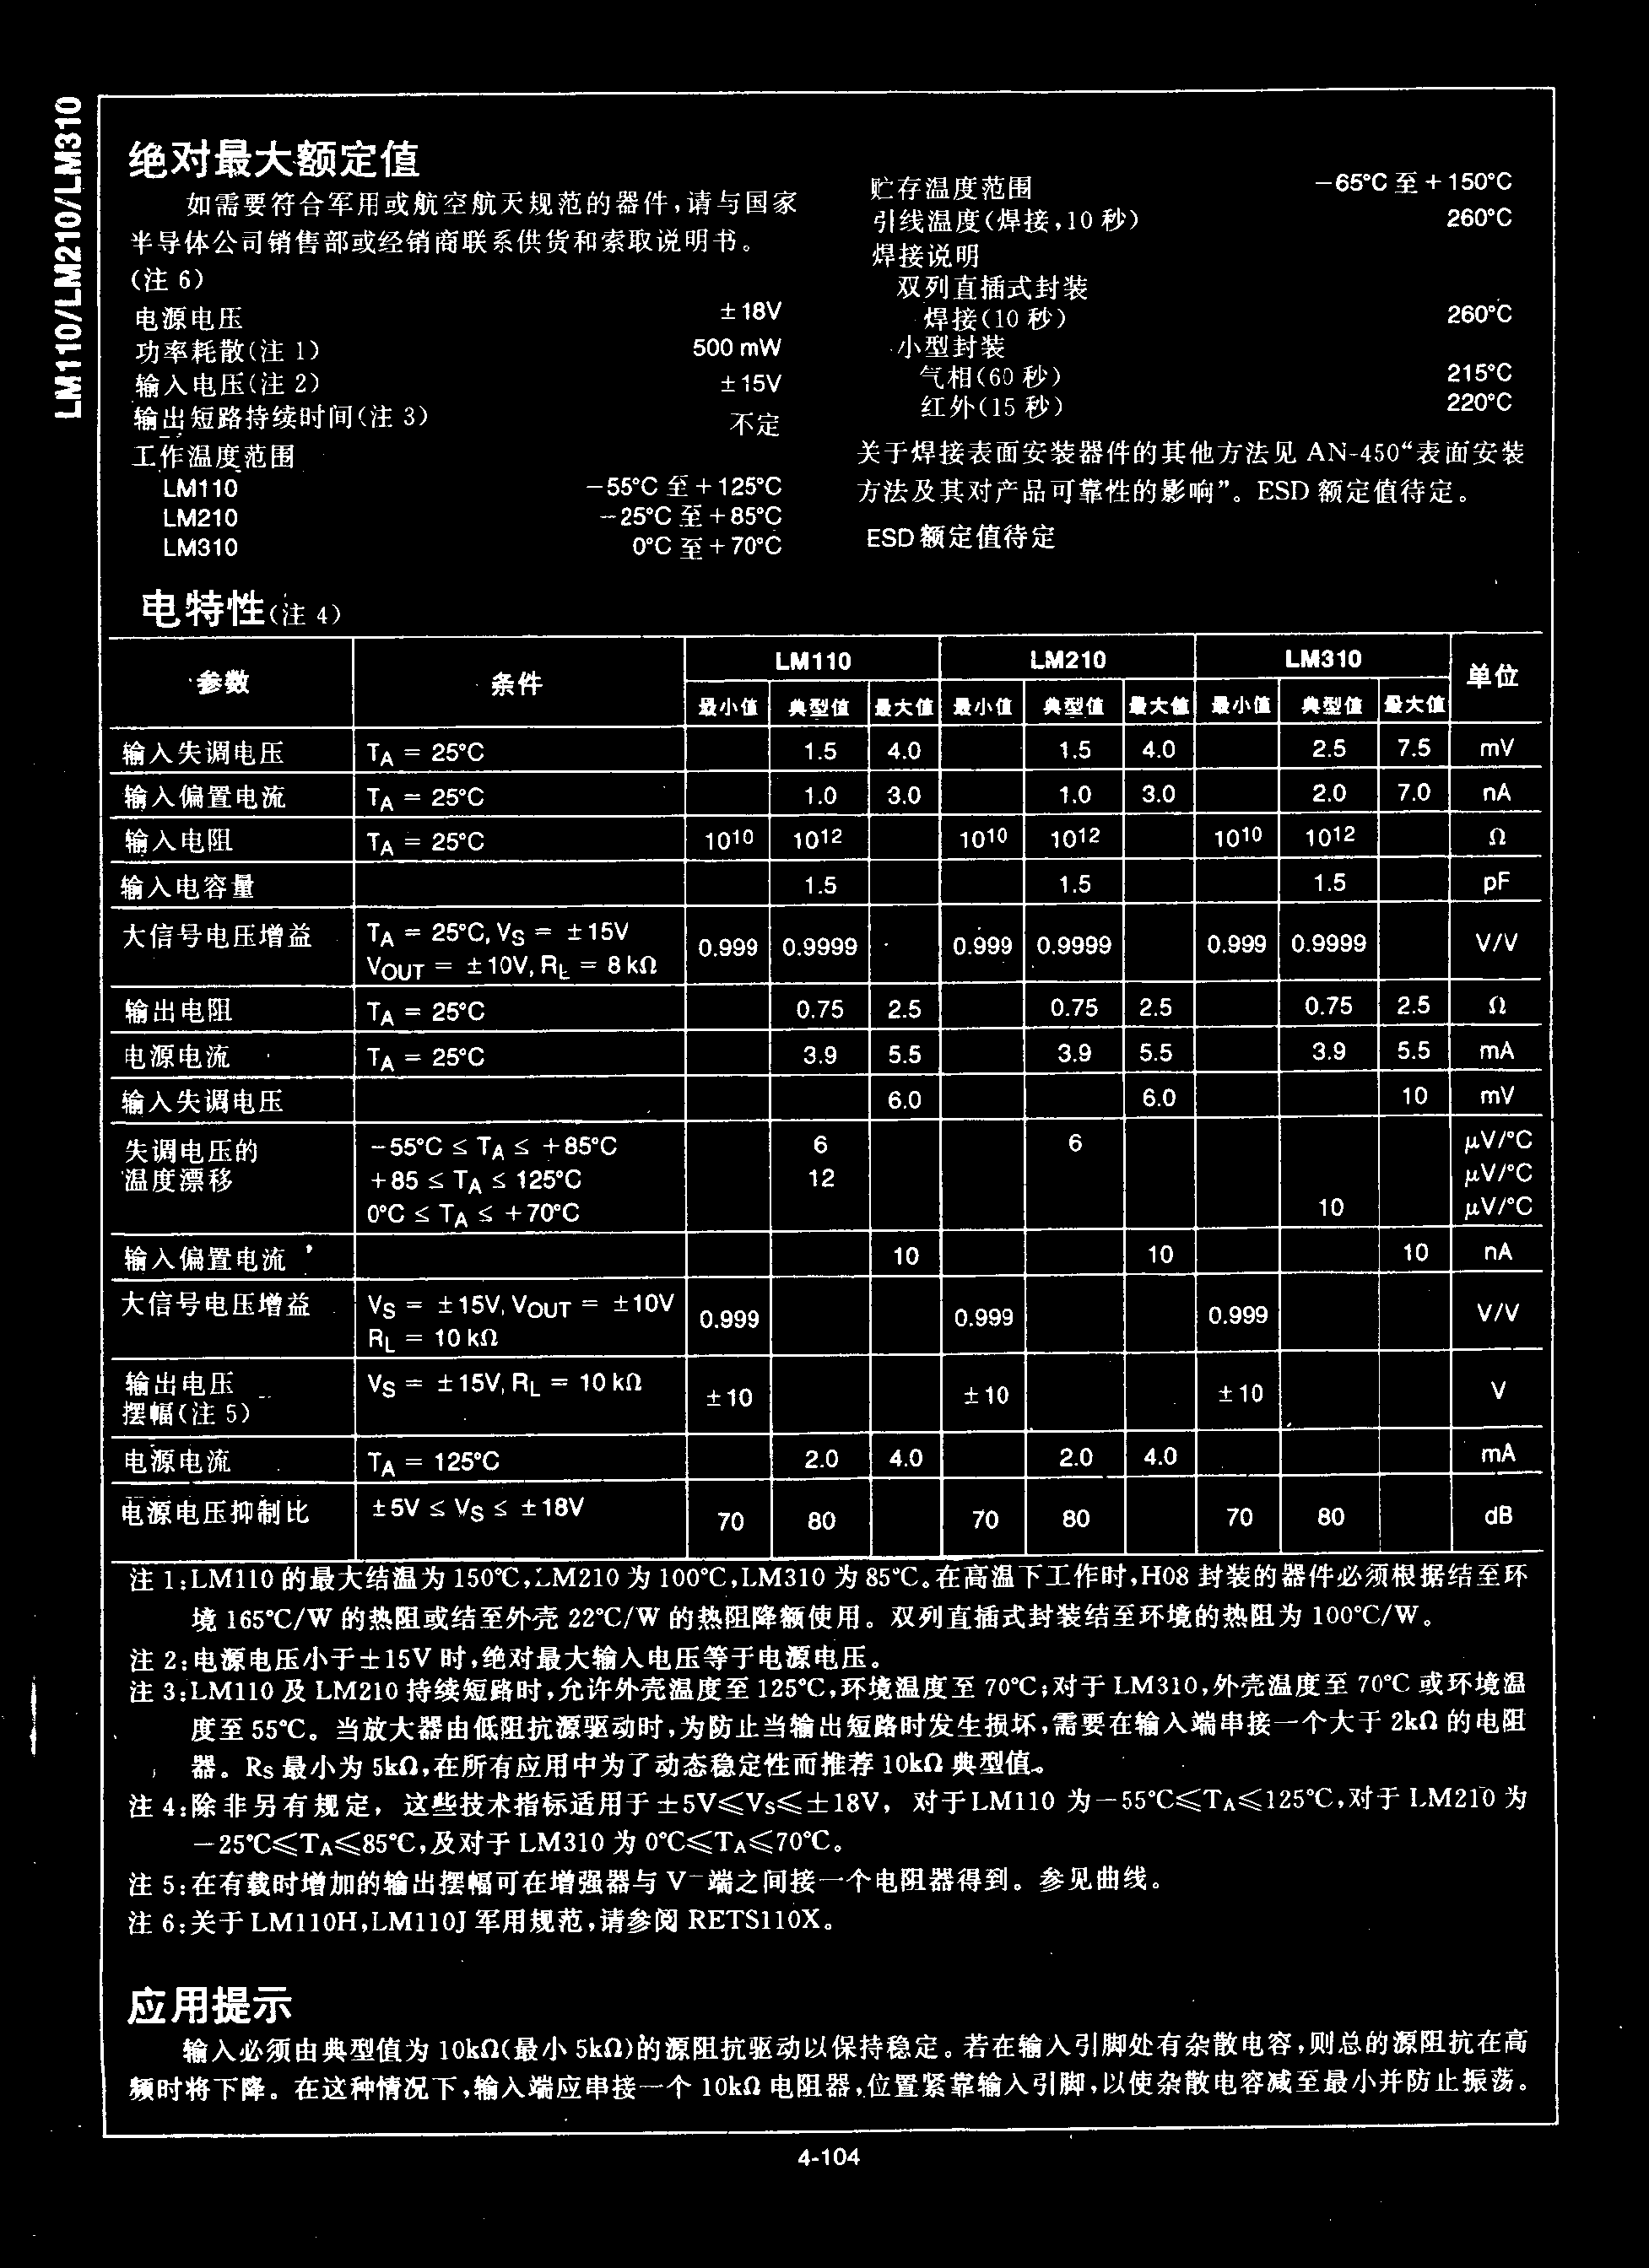 LM110/LM210/LM310
绝对最大额定值
如需要符合军用或航空航天规范的器件,请与国家
半导体公司销售部或经销商联系供货和索取说明书。
(注 6)
电源电压 ±18V
功率耗散(注 1) 500 mW
输入电压(注 2) ±15V
输出短路持续时间(注 3) 不定
工作温度范围
LM110 −55°C 至 +125°C
LM210 −25°C 至 +85°C
LM310 0°C 至 +70°C
贮存温度范围 −65°C 至 +150°C
引线温度(焊接,10 秒) 260°C
焊接说明
双列直插式封装
焊接(10 秒) 260°C
小型封装
气相(60 秒) 215°C
红外(15 秒) 220°C
关于焊接表面安装器件的其他方法见 AN-450“表面安装
方法及其对产品可靠性的影响”。ESD 额定值待定。
ESD 额定值待定
电特性(注 4)
参数 条件 LM110 LM210 LM310 单位
最小值 典型值 最大值 最小值 典型值 最大值 最小值 典型值 最大值
输入失调电压 TA = 25°C 1.5 4.0 1.5 4.0 2.5 7.5 mV
输入偏置电流 TA = 25°C 1.0 3.0 1.0 3.0 2.0 7.0 nA
输入电阻 TA = 25°C 10¹⁰ 10¹² 10¹⁰ 10¹² 10¹⁰ 10¹² Ω
输入电容量 1.5 1.5 1.5 pF
大信号电压增益 TA = 25°C, VS = ±15V
VOUT = ±10V, RL = 8 kΩ 0.999 0.9999 0.999 0.9999 0.999 0.9999 V/V
输出电阻 TA = 25°C 0.75 2.5 0.75 2.5 0.75 2.5 Ω
电源电流 TA = 25°C 3.9 5.5 3.9 5.5 3.9 5.5 mA
输入失调电压 6.0 6.0 10 mV
失调电压的 −55°C ≤ TA ≤ +85°C 6 6 μV/°C
温度漂移 +85 ≤ TA ≤ 125°C 12 μV/°C
0°C ≤ TA ≤ +70°C 10 μV/°C
输入偏置电流 10 10 10 nA
大信号电压增益 VS = ±15V, VOUT = ±10V
RL = 10 kΩ 0.999 0.999 0.999 V/V
输出电压 VS = ±15V, RL = 10 kΩ ±10 ±10 ±10 V
摆幅(注 5)
电源电流 TA = 125°C 2.0 4.0 2.0 4.0 mA
电源电压抑制比 ±5V ≤ VS ≤ ±18V 70 80 70 80 70 80 dB
注 1:LM110 的最大结温为 150°C,LM210 为 100°C,LM310 为 85°C。在高温下工作时,H08 封装的器件必须根据结至环
境 165°C/W 的热阻或结至外壳 22°C/W 的热阻降额使用。双列直插式封装结至环境的热阻为 100°C/W。
注 2:电源电压小于±15V 时,绝对最大输入电压等于电源电压。
注 3:LM110 及 LM210 持续短路时,允许外壳温度至 125°C,环境温度至 70°C;对于 LM310,外壳温度至 70°C 或环境温
度至 55°C。当放大器由低阻抗源驱动时,为防止当输出短路时发生损坏,需要在输入端串接一个大于 2kΩ 的电阻
器。RS 最小为 5kΩ,在所有应用中为了动态稳定性而推荐 10kΩ 典型值。
注 4:除非另有规定，这些技术指标适用于±5V≤VS≤±18V，对于LM110 为−55°C≤TA≤125°C,对于 LM210 为
−25°C≤TA≤85°C,及对于 LM310 为 0°C≤TA≤70°C。
注 5:在有载时增加的输出摆幅可在增强器与 V⁻端之间接一个电阻器得到。参见曲线。
注 6:关于 LM110H,LM110J 军用规范,请参阅 RETS110X。
应用提示
输入必须由典型值为 10kΩ(最小 5kΩ)的源阻抗驱动以保持稳定。若在输入引脚处有杂散电容,则总的源阻抗在高
频时将下降。在这种情况下,输入端应串接一个 10kΩ 电阻器,位置紧靠输入引脚,以使杂散电容减至最小并防止振荡。
4-104